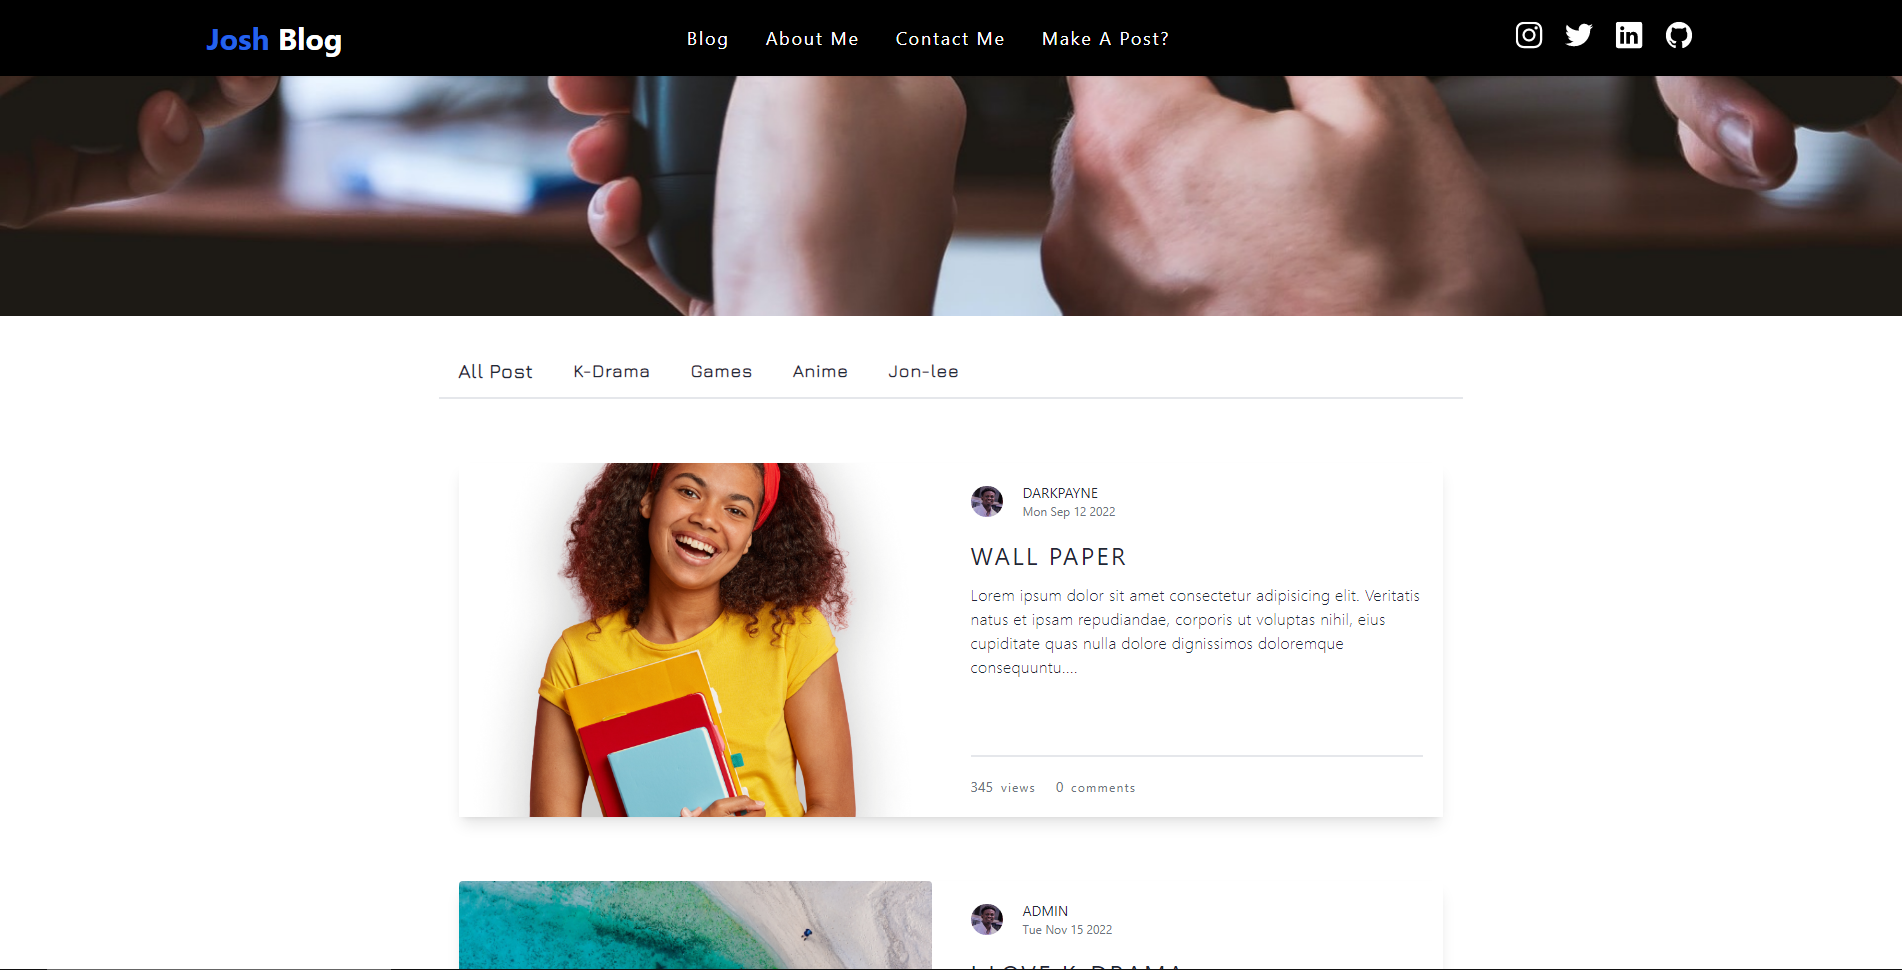 Josh Blog
Blog About Me Contact Me Make A Post?
All Post K-Drama Games Anime Jon-lee
DARKPAYNE
Mon Sep 12 2022
WALL PAPER
Lorem ipsum dolor sit amet consectetur adipisicing elit. Veritatis
natus et ipsam repudiandae, corporis ut voluptas nihil, eius
cupiditate quas nulla dolore dignissimos doloremque
consequuntu....
345 views 0 comments
ADMIN
Tue Nov 15 2022
I LOVE K-DRAMA